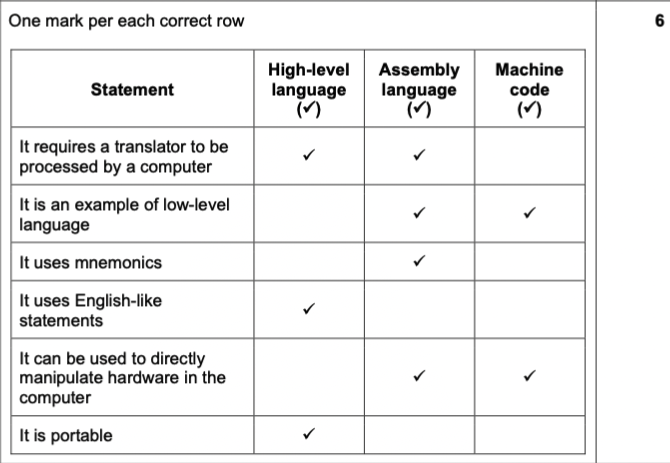 One mark per each correct row 6
Statement High-level language (✓) Assembly language (✓) Machine code (✓)
It requires a translator to be
processed by a computer ✓ ✓
It is an example of low-level
language ✓ ✓
It uses mnemonics ✓
It uses English-like
statements ✓
It can be used to directly
manipulate hardware in the
computer ✓ ✓
It is portable ✓